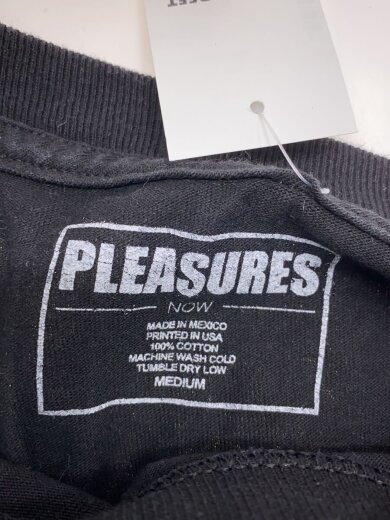 PLEASURES
NOW
MADE IN MEXICO
PRINTED IN USA
100% COTTON
MACHINE WASH COLD
TUMBLE DRY LOW
MEDIUM